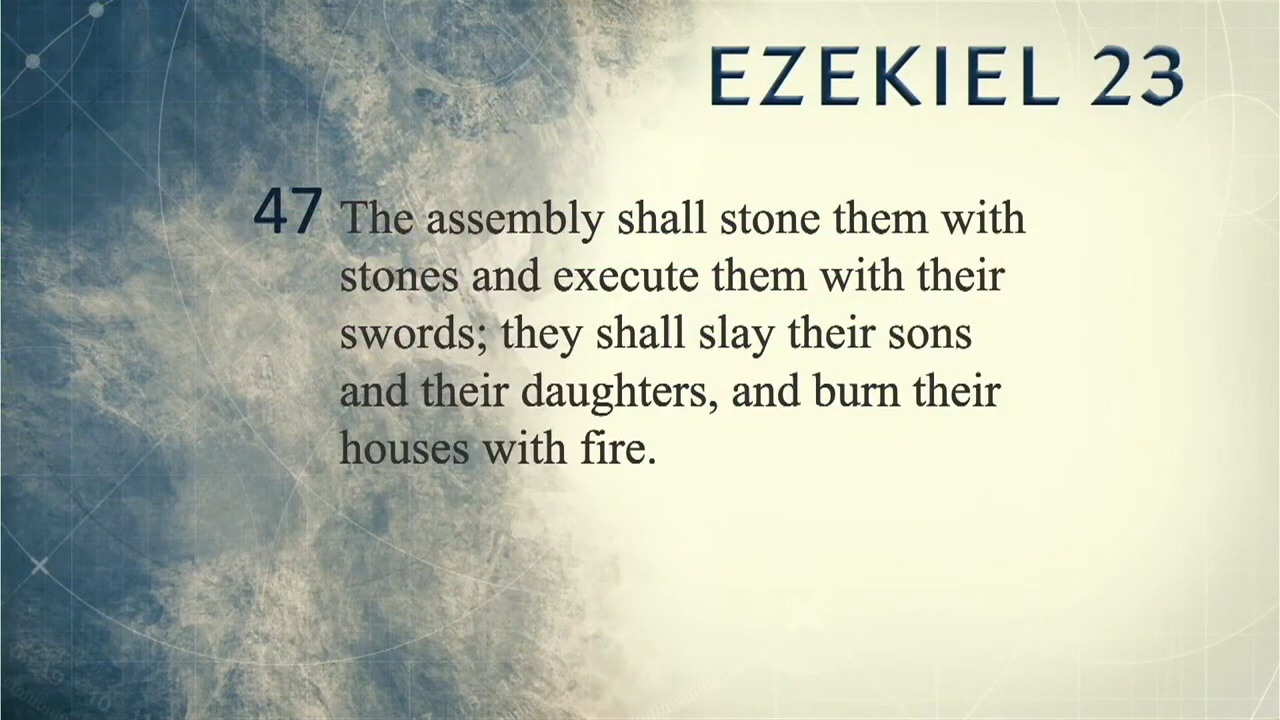 EZEKIEL 23
47 The assembly shall stone them with
stones and execute them with their
swords; they shall slay their sons
and their daughters, and burn their
houses with fire.